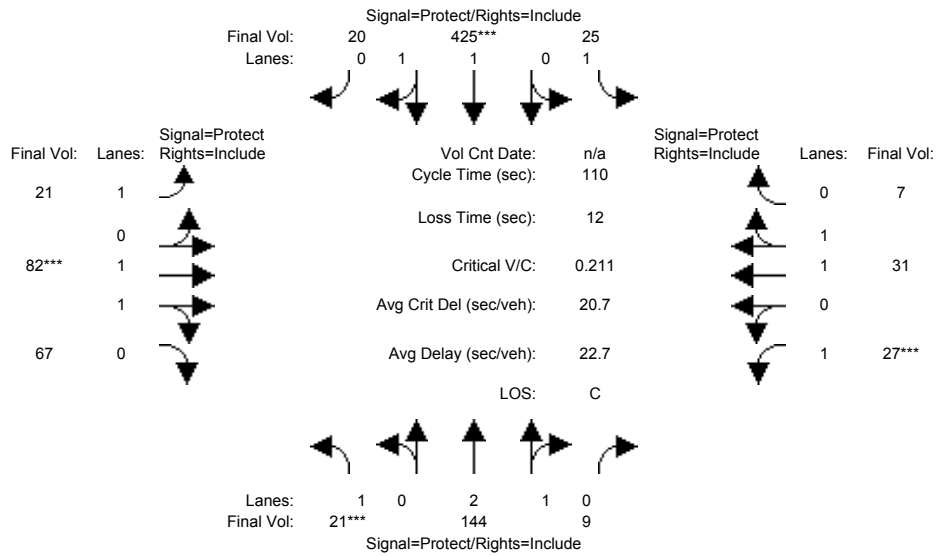 Signal=Protect/Rights=Include
Final Vol: 20 425*** 25
Lanes: 0 1 1 0 1
Signal=Protect Signal=Protect
Final Vol: Lanes: Rights=Include Vol Cnt Date: n/a Rights=Include Lanes: Final Vol:
Cycle Time (sec): 110
21 1 0 7
Loss Time (sec): 12
0 1
82*** 1 Critical V/C: 0.211 1 31
1 Avg Crit Del (sec/veh): 20.7 0
67 0 Avg Delay (sec/veh): 22.7 1 27***
LOS: C
Lanes: 1 0 2 1 0
Final Vol: 21*** 144 9
Signal=Protect/Rights=Include